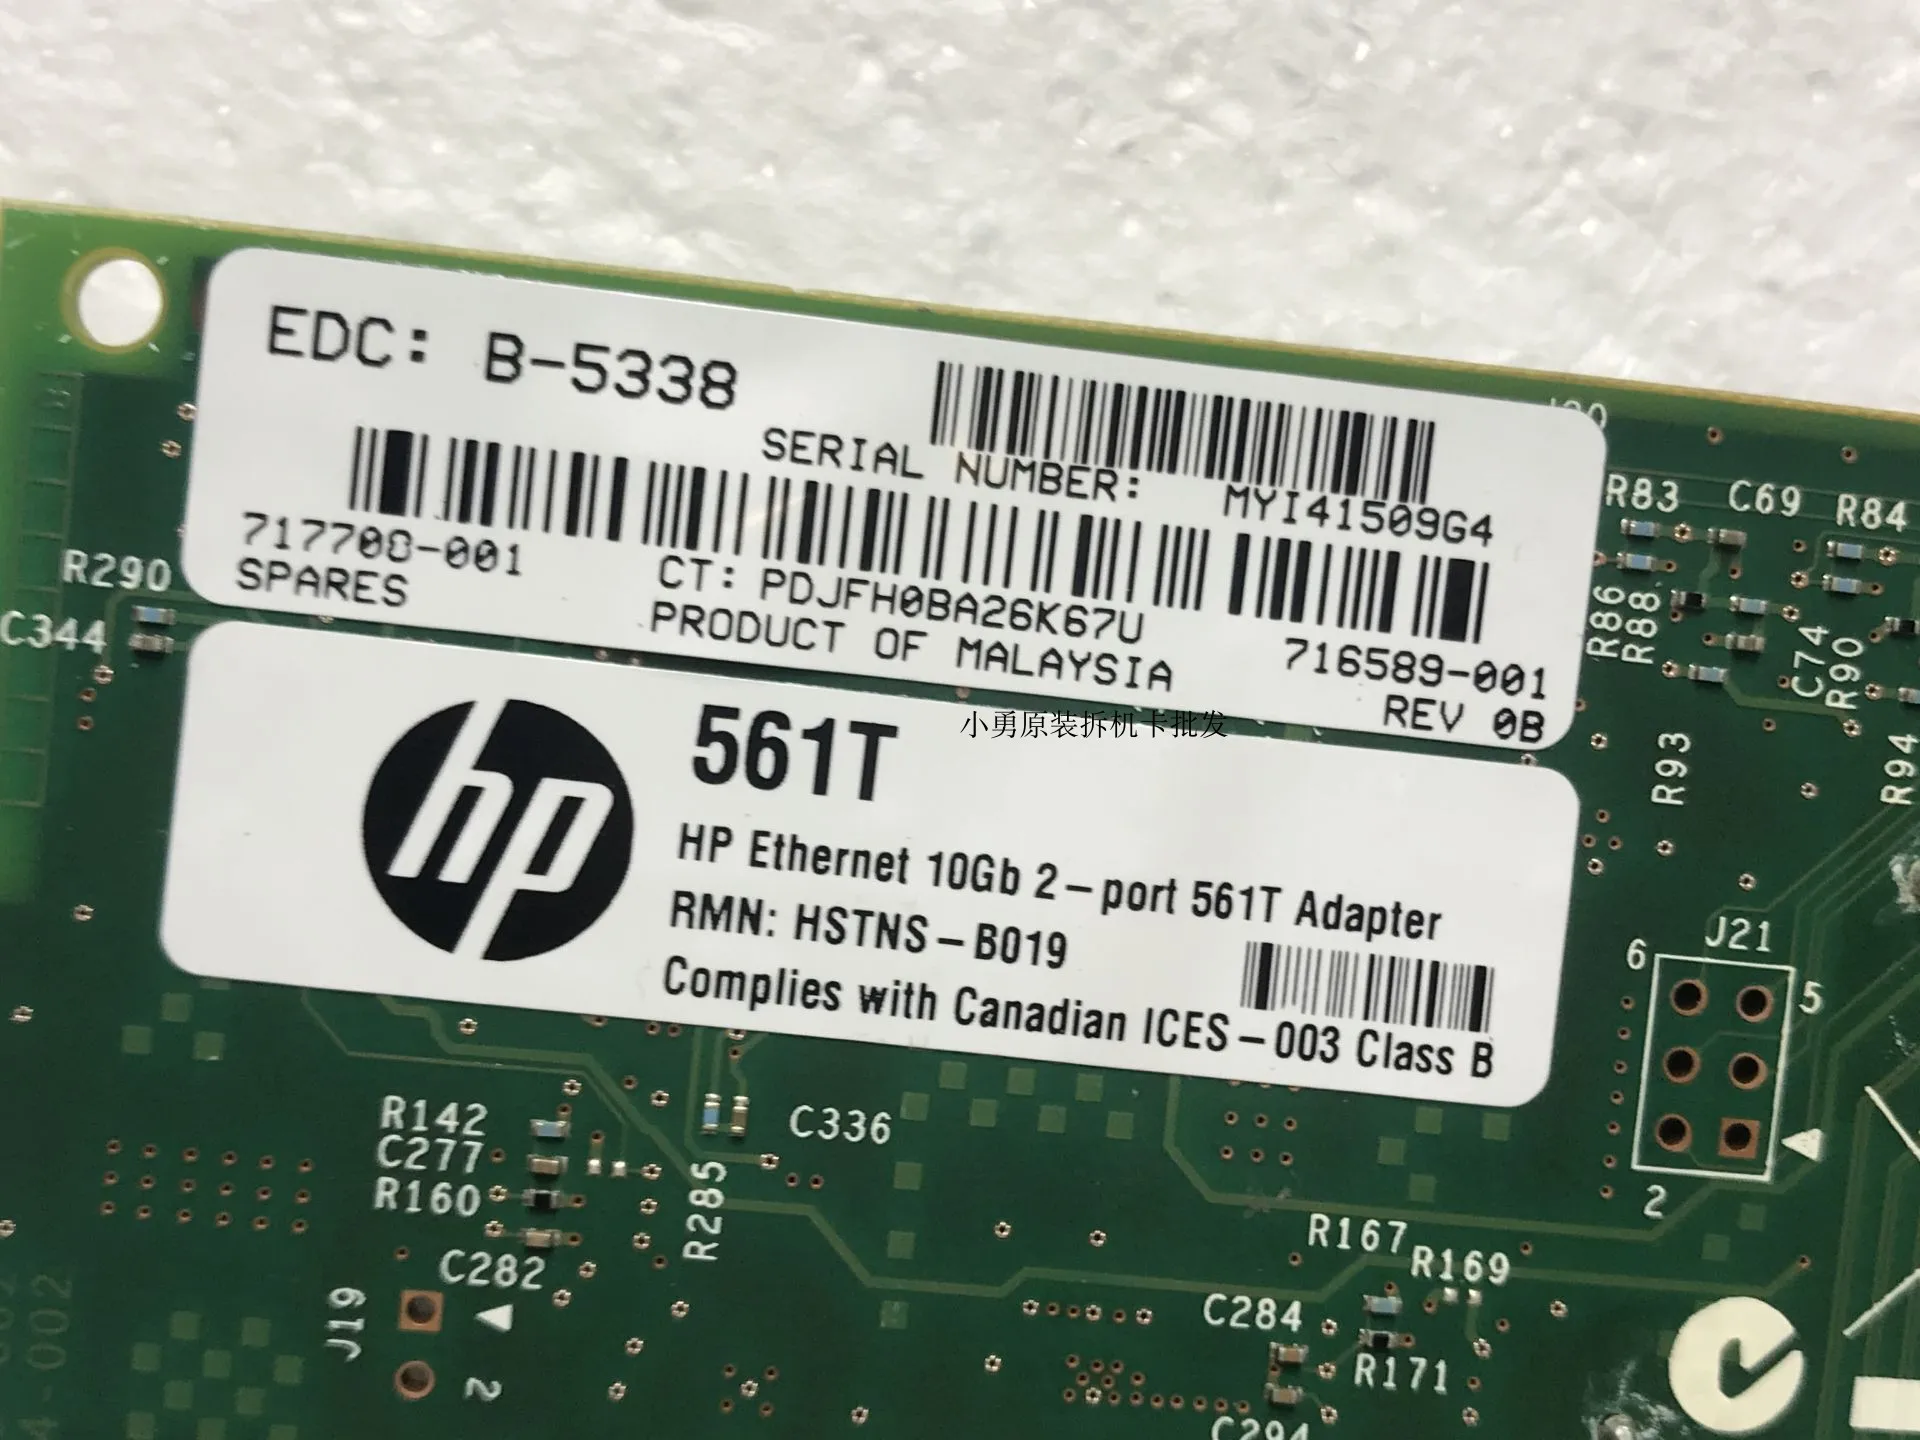 EDC: B-5338
SERIAL NUMBER: MYI41509G4
717708-001
SPARES
CT: PDJFH0BA26K67U
PRODUCT OF MALAYSIA
716589-001
REV 0B
小勇原装拆机卡批发
hp
561T
HP Ethernet 10Gb 2-port 561T Adapter
RMN: HSTNS-B019
Complies with Canadian ICES-003 Class B
R290
C344
R83
C69
R84
R86
R88
C74
R90
R93
R94
J21
6
5
2
R142
C277
R160
C336
R285
C282
J19
2
R167
R169
C284
R171
C294